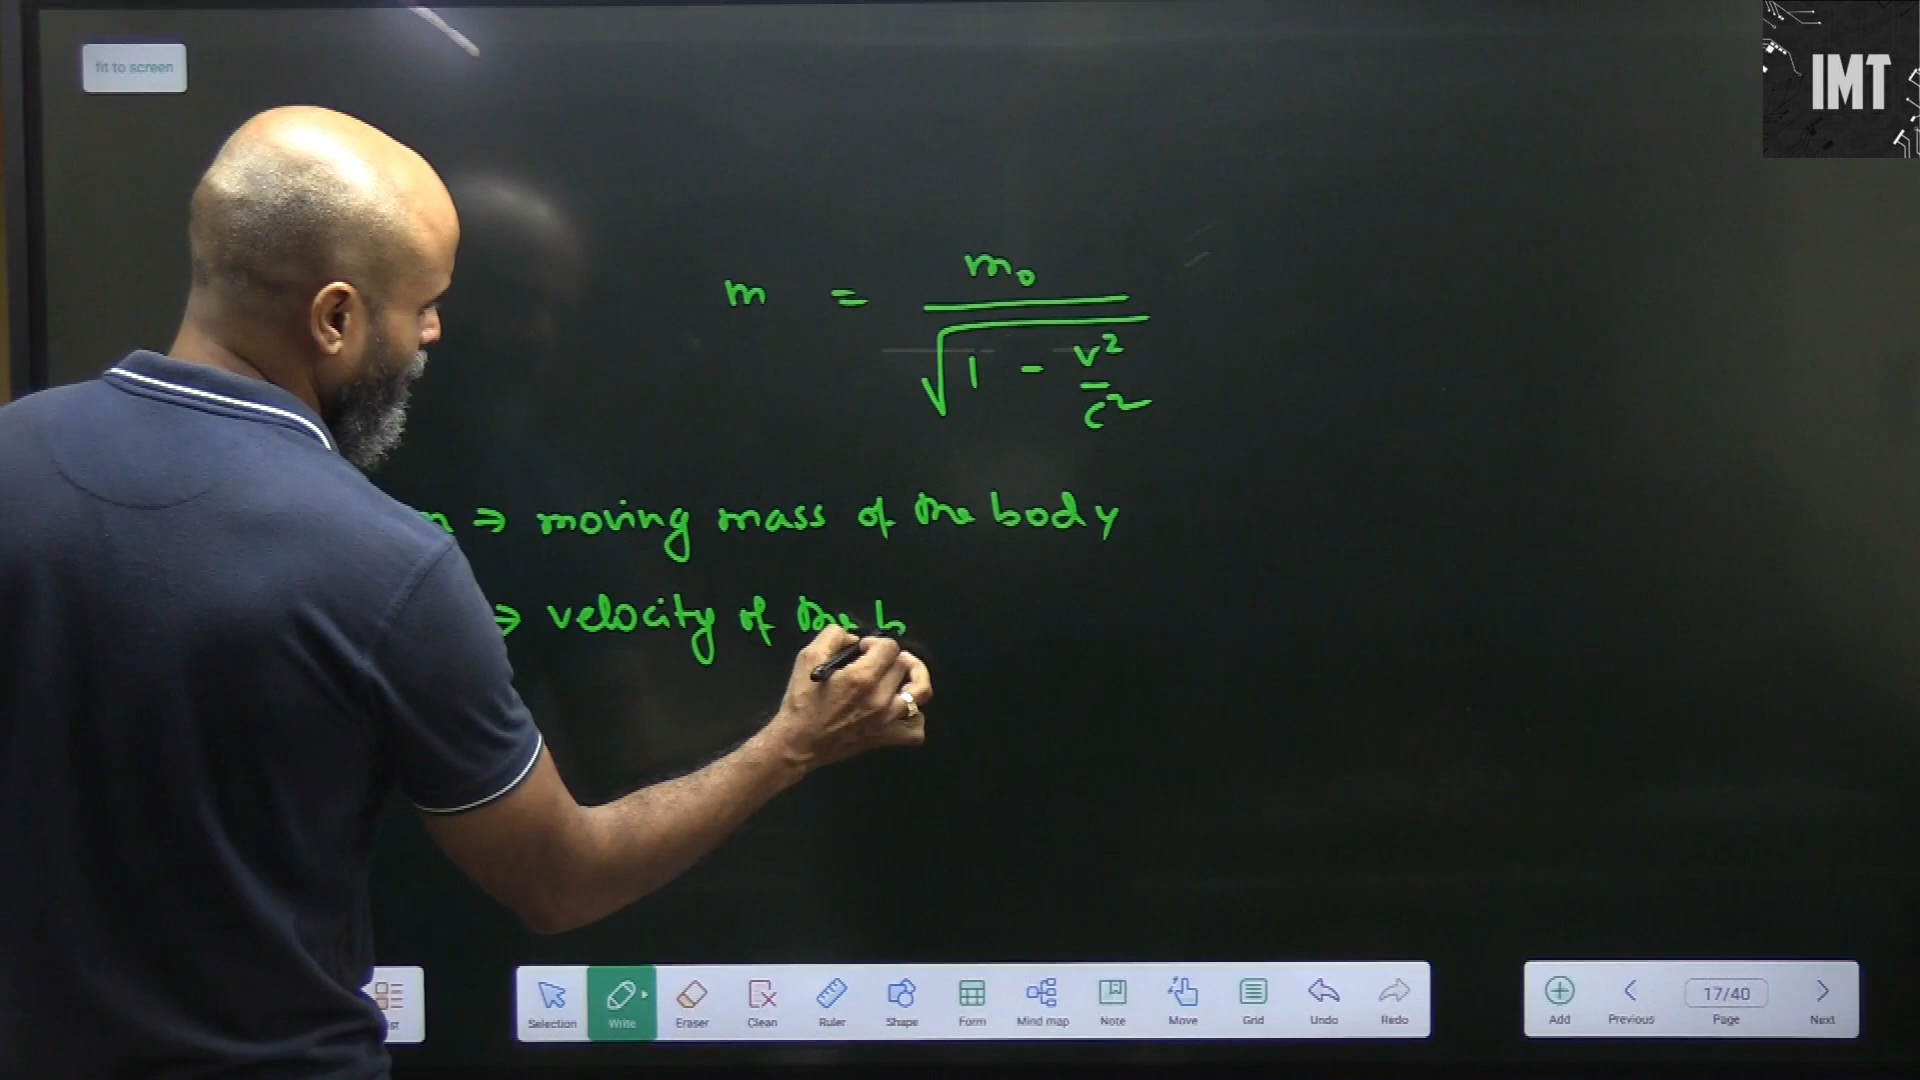 fit to screen
IMT
m = m₀ / √(1 - v²/c²)
m ⇒ moving mass of the body
⇒ velocity of the b
Selection Write Eraser Clean Ruler Shape Form Mind map Note Move Grid Undo Redo
Add Previous 17/40 Page Next